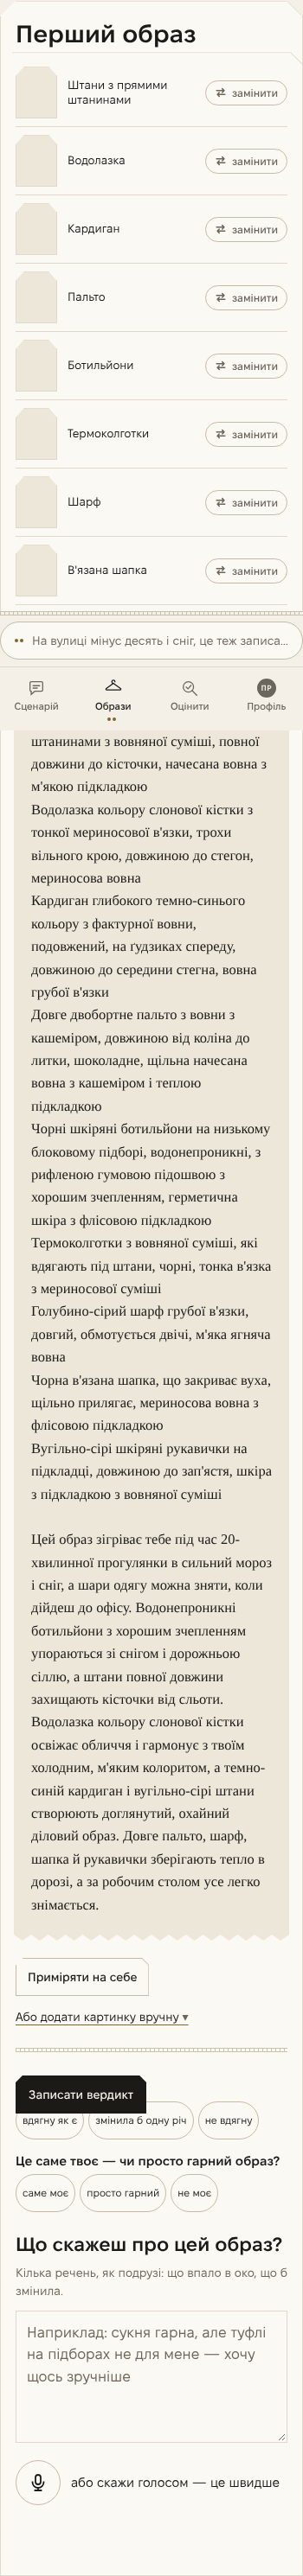 Перший образ
Штани з прямими
штанинами
замінити
Водолазка
замінити
Кардиган
замінити
Пальто
замінити
Ботильйони
замінити
Термоколготки
замінити
Шарф
замінити
В'язана шапка
замінити
На вулиці мінус десять і сніг, це теж записа...
Сценарій
Образи
Оцінити
ПР
Профіль
штанинами з вовняної суміші, повної
довжини до кісточки, начесана вовна з
м'якою підкладкою
Водолазка кольору слонової кістки з
тонкої мериносової в'язки, трохи
вільного крою, довжиною до стегон,
мериносова вовна
Кардиган глибокого темно-синього
кольору з фактурної вовни,
подовжений, на ґудзиках спереду,
довжиною до середини стегна, вовна
грубої в'язки
Довге двобортне пальто з вовни з
кашеміром, довжиною від коліна до
литки, шоколадне, щільна начесана
вовна з кашеміром і теплою
підкладкою
Чорні шкіряні ботильйони на низькому
блоковому підборі, водонепроникні, з
рифленою гумовою підошвою з
хорошим зчепленням, герметична
шкіра з флісовою підкладкою
Термоколготки з вовняної суміші, які
вдягають під штани, чорні, тонка в'язка
з мериносової суміші
Голубино-сірий шарф грубої в'язки,
довгий, обмотується двічі, м'яка ягняча
вовна
Чорна в'язана шапка, що закриває вуха,
щільно прилягає, мериносова вовна з
флісовою підкладкою
Вугільно-сірі шкіряні рукавички на
підкладці, довжиною до зап'ястя, шкіра
з підкладкою з вовняної суміші
Цей образ зігріває тебе під час 20-
хвилинної прогулянки в сильний мороз
і сніг, а шари одягу можна зняти, коли
дійдеш до офісу. Водонепроникні
ботильйони з хорошим зчепленням
упораються зі снігом і дорожньою
сіллю, а штани повної довжини
захищають кісточки від сльоти.
Водолазка кольору слонової кістки
освіжає обличчя і гармонує з твоїм
холодним, м'яким колоритом, а темно-
синій кардиган і вугільно-сірі штани
створюють доглянутий, охайний
діловий образ. Довге пальто, шарф,
шапка й рукавички зберігають тепло в
дорозі, а за робочим столом усе легко
знімається.
Приміряти на себе
Або додати картинку вручну ▾
Записати вердикт
вдягну як є
змінила б одну річ
не вдягну
Це саме твоє — чи просто гарний образ?
саме моє
просто гарний
не моє
Що скажеш про цей образ?
Кілька речень, як подрузі: що впало в око, що б
змінила.
Наприклад: сукня гарна, але туфлі
на підборах не для мене — хочу
щось зручніше
або скажи голосом — це швидше